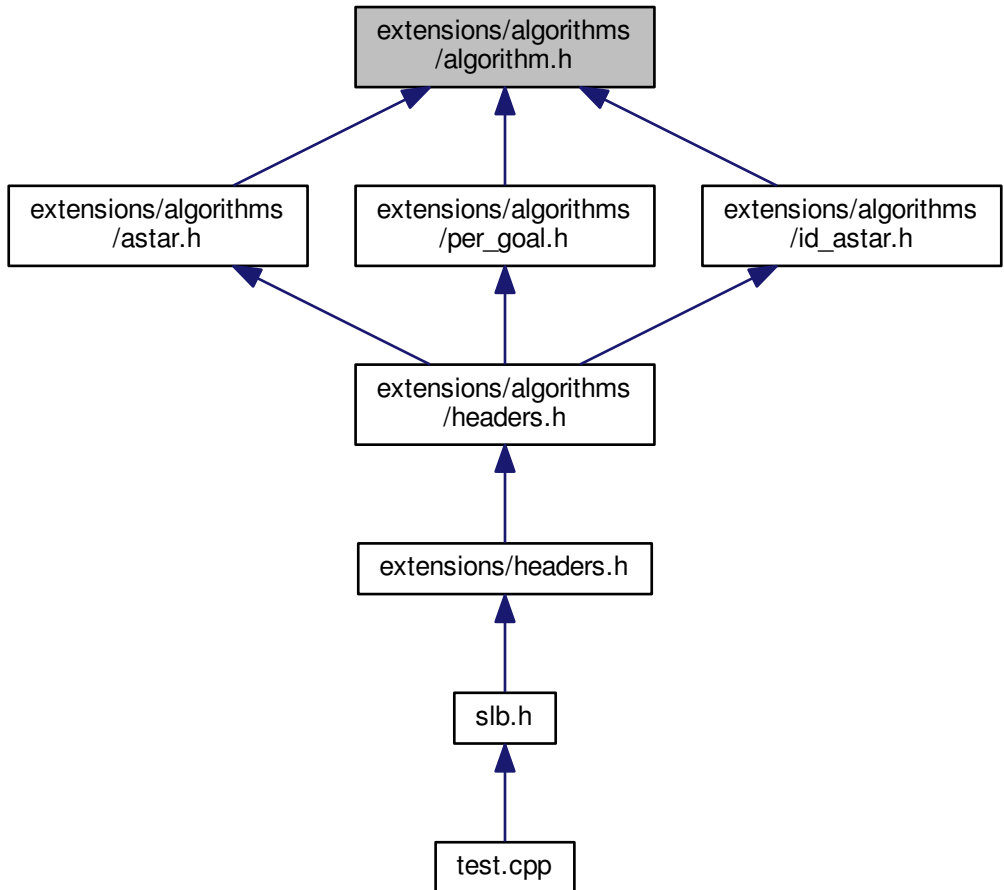 extensions/algorithms
/algorithm.h
extensions/algorithms
/astar.h
extensions/algorithms
/per_goal.h
extensions/algorithms
/id_astar.h
extensions/algorithms
/headers.h
extensions/headers.h
slb.h
test.cpp